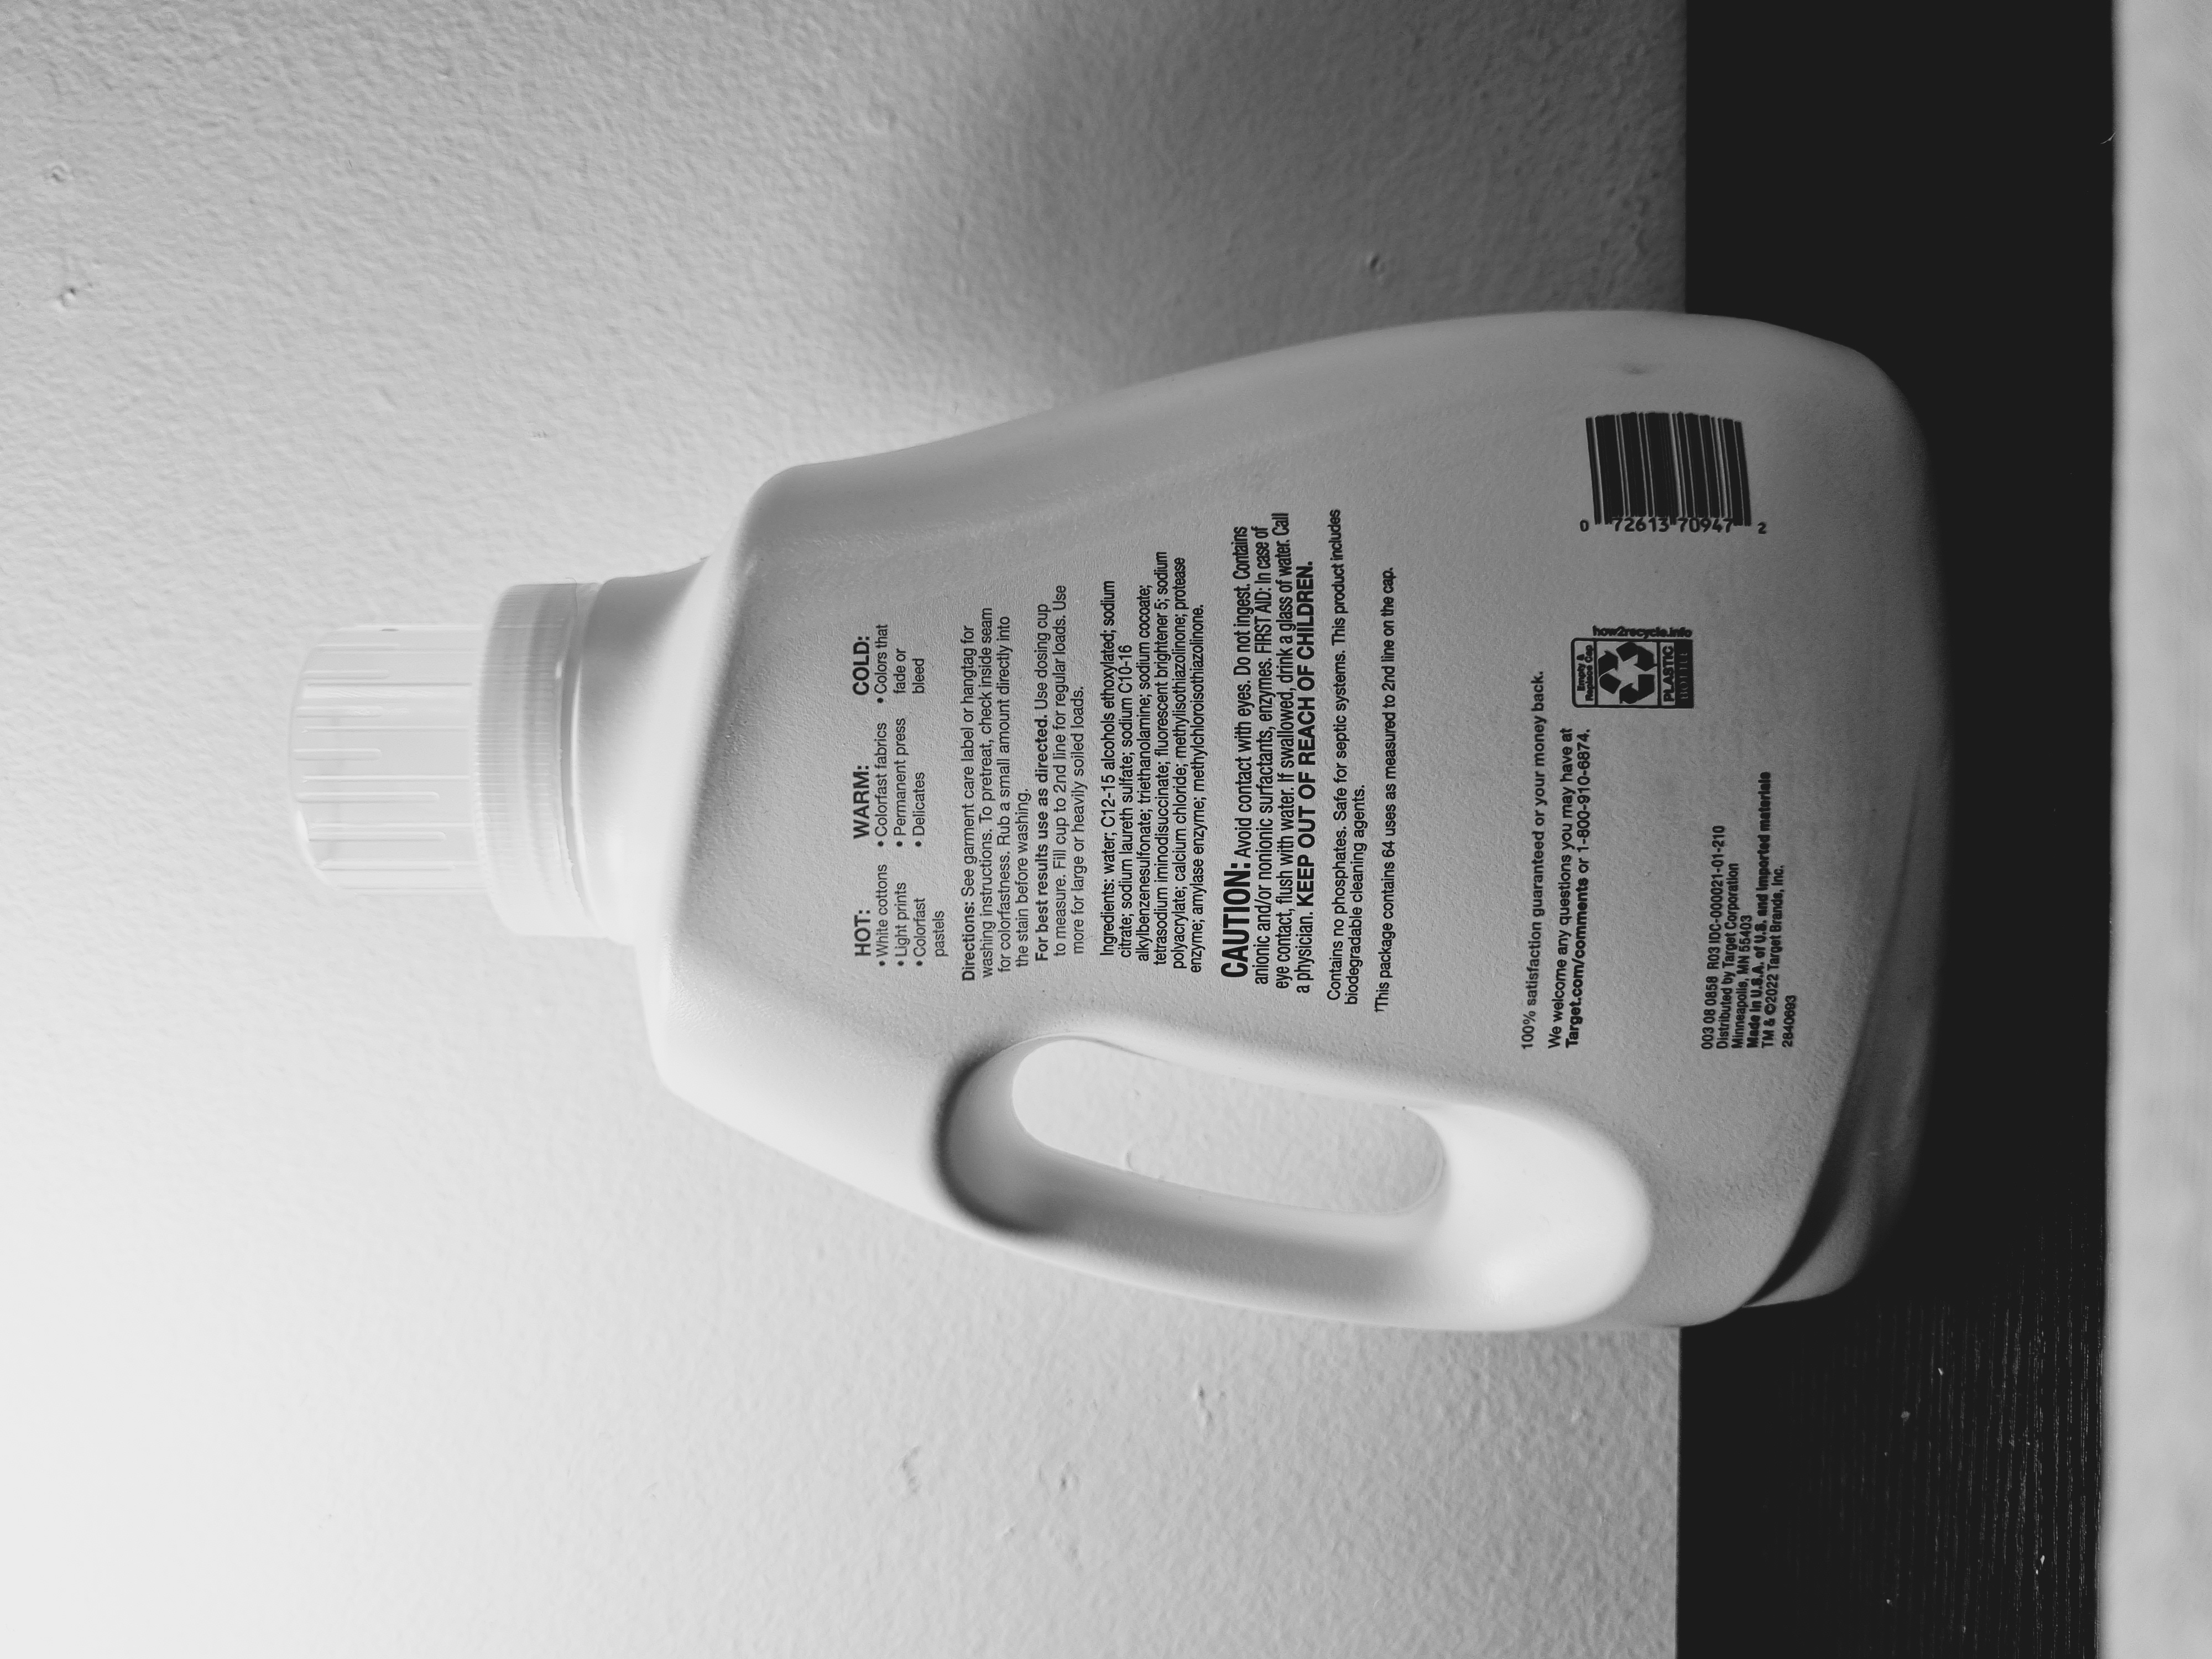 HOT:
• White cottons
• Light prints
• Colorfast
pastels
WARM:
• Colorfast fabrics
• Permanent press
• Delicates
COLD:
• Colors that
fade or
bleed
Directions: See garment care label or hangtag for
washing instructions. To pretreat, check inside seam
for colorfastness. Rub a small amount directly into
the stain before washing.
For best results use as directed. Use dosing cup
to measure. Fill cup to 2nd line for regular loads. Use
more for large or heavily soiled loads.
Ingredients: water; C12-15 alcohols ethoxylated; sodium
citrate; sodium laureth sulfate; sodium C10-16
alkylbenzenesulfonate; triethanolamine; sodium cocoate;
tetrasodium iminodisuccinate; fluorescent brightener 5; sodium
polyacrylate; calcium chloride; methylisothiazolinone; protease
enzyme; amylase enzyme; methylchloroisothiazolinone.
CAUTION: Avoid contact with eyes. Do not ingest. Contains
anionic and/or nonionic surfactants, enzymes. FIRST AID: In case of
eye contact, flush with water. If swallowed, drink a glass of water. Call
a physician. KEEP OUT OF REACH OF CHILDREN.
Contains no phosphates. Safe for septic systems. This product includes
biodegradable cleaning agents.
†This package contains 64 uses as measured to 2nd line on the cap.
100% satisfaction guaranteed or your money back.
We welcome any questions you may have at
Target.com/comments or 1-800-910-6874.
Empty &
Replace Cap
PLASTIC
BOTTLE
how2recycle.info
0 72613 70947 2
003 08 0858 R03 IDC-000021-01-210
Distributed by Target Corporation
Minneapolis, MN 55403
Made in U.S.A. of U.S. and imported materials
TM & ©2022 Target Brands, Inc.
2840693